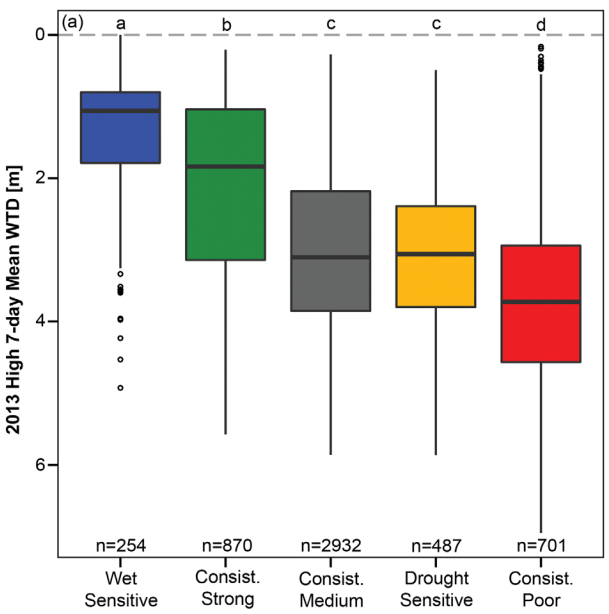 (a) a b c c d
0
2
4
6
2013 High 7-day Mean WTD [m]
n=254 n=870 n=2932 n=487 n=701
Wet Consist. Consist. Drought Consist.
Sensitive Strong Medium Sensitive Poor